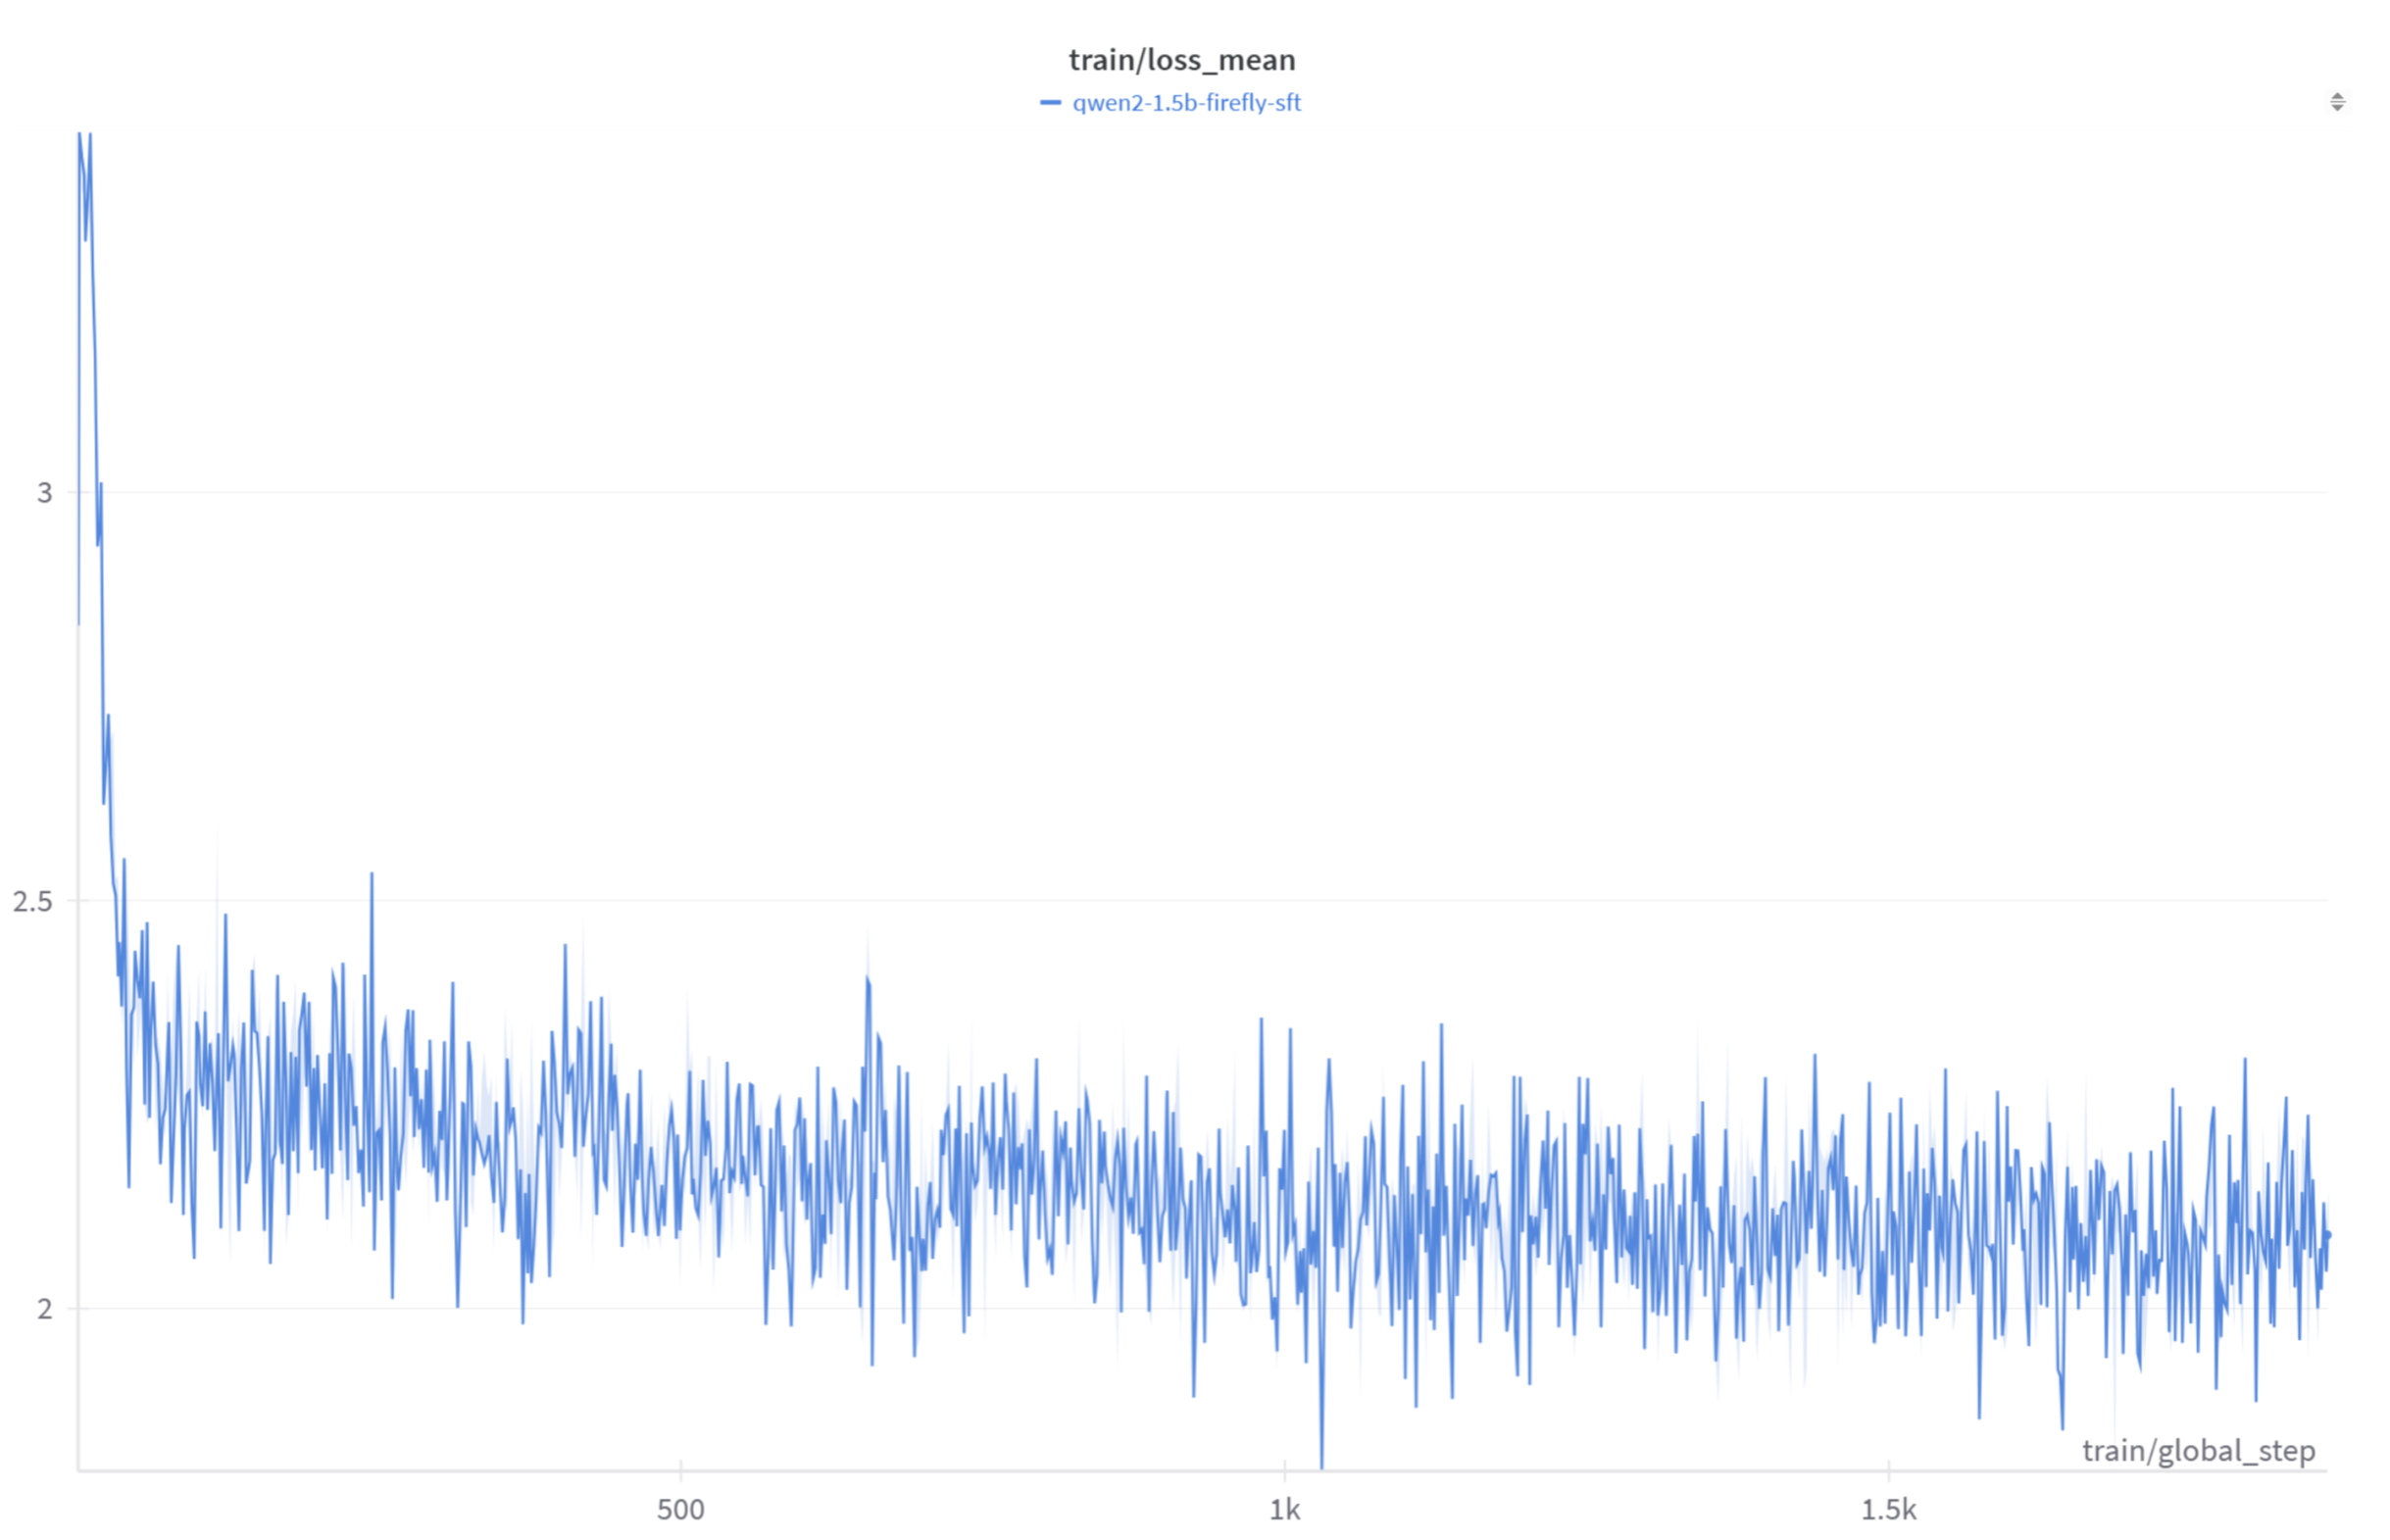 train/loss_mean
qwen2-1.5b-firefly-sft
3
2.5
2
train/global_step
500
1k
1.5k